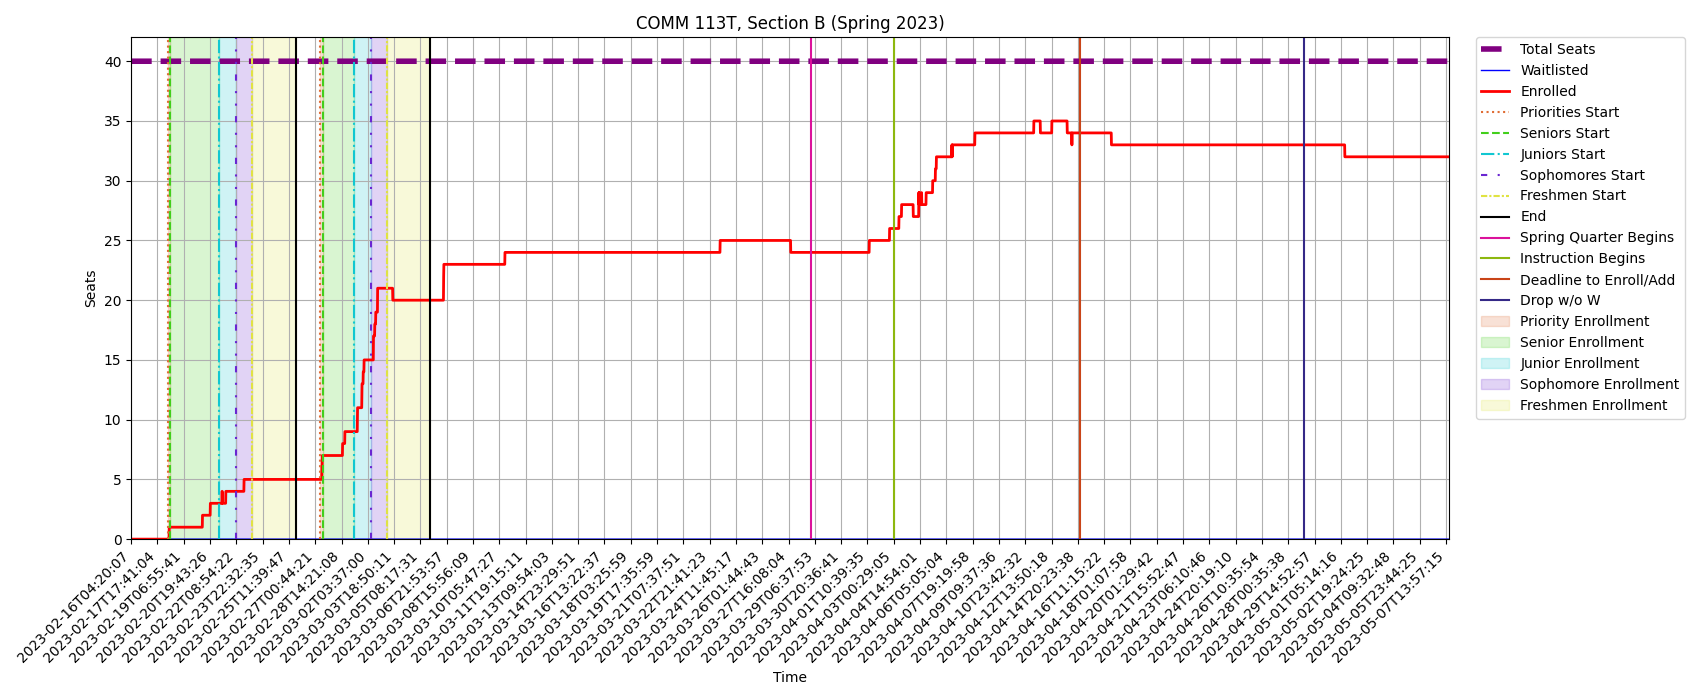 COMM 113T, Section B (Spring 2023)
Seats
40
35
30
25
20
15
10
5
0
2023-02-16T04:20:07
2023-02-17T17:41:04
2023-02-19T06:55:41
2023-02-20T19:43:26
2023-02-22T08:54:22
2023-02-23T22:32:35
2023-02-25T11:39:47
2023-02-27T00:44:21
2023-02-28T14:21:08
2023-03-02T03:37:00
2023-03-03T18:50:11
2023-03-05T08:17:31
2023-03-06T21:53:57
2023-03-08T15:56:09
2023-03-10T05:47:27
2023-03-11T19:15:11
2023-03-13T09:54:03
2023-03-14T23:29:51
2023-03-16T13:22:37
2023-03-18T03:25:59
2023-03-19T17:35:59
2023-03-21T07:37:51
2023-03-22T21:41:23
2023-03-24T11:45:17
2023-03-26T01:44:43
2023-03-27T16:08:04
2023-03-29T06:37:53
2023-03-30T20:36:41
2023-04-01T10:39:35
2023-04-03T00:29:05
2023-04-04T14:54:01
2023-04-06T05:05:04
2023-04-07T19:19:58
2023-04-09T09:37:36
2023-04-10T23:42:32
2023-04-12T13:50:18
2023-04-14T20:23:38
2023-04-16T11:15:22
2023-04-18T01:07:58
2023-04-20T01:29:42
2023-04-21T15:52:47
2023-04-23T06:10:46
2023-04-24T20:19:10
2023-04-26T10:35:54
2023-04-28T00:35:38
2023-04-29T14:52:57
2023-05-01T05:14:16
2023-05-02T19:24:25
2023-05-04T09:32:48
2023-05-05T23:44:25
2023-05-07T13:57:15
Time
Total Seats
Waitlisted
Enrolled
Priorities Start
Seniors Start
Juniors Start
Sophomores Start
Freshmen Start
End
Spring Quarter Begins
Instruction Begins
Deadline to Enroll/Add
Drop w/o W
Priority Enrollment
Senior Enrollment
Junior Enrollment
Sophomore Enrollment
Freshmen Enrollment